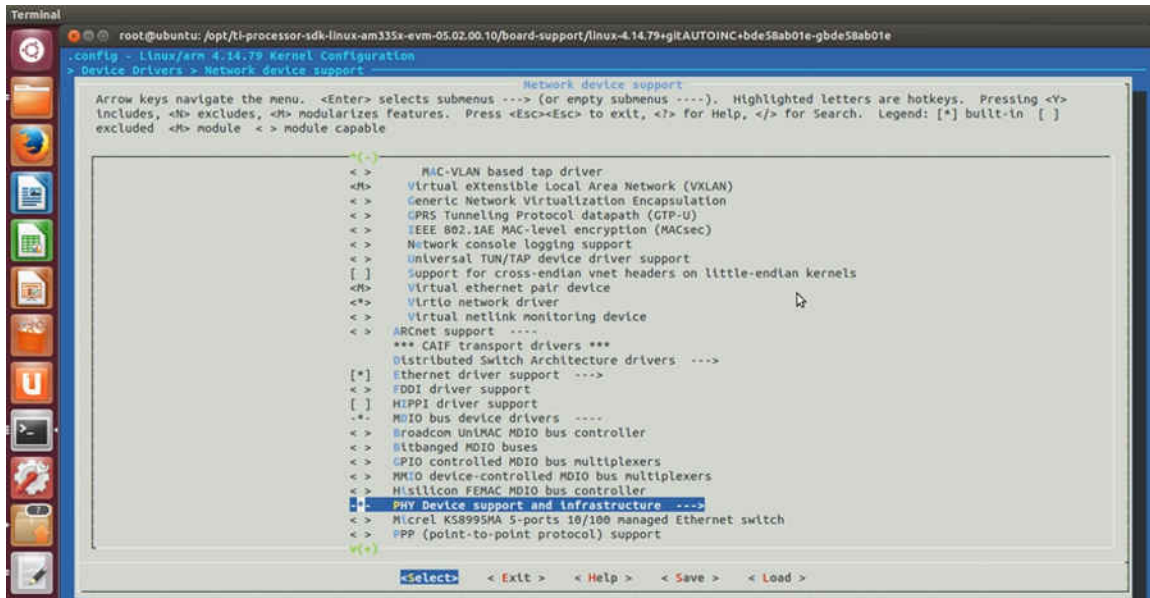 Terminal
root@ubuntu: /opt/ti-processor-sdk-linux-am335x-evm-05.02.00.10/board-support/linux-4.14.79+gitAUTOINC+bde58ab01e-gbde58ab01e
.config - Linux/arm 4.14.79 Kernel Configuration
> Device Drivers > Network device support
Network device support
Arrow keys navigate the menu. <Enter> selects submenus ---> (or empty submenus ----). Highlighted letters are hotkeys. Pressing <Y>
includes, <N> excludes, <M> modularizes features. Press <Esc><Esc> to exit, <?> for Help, </> for Search. Legend: [*] built-in [ ]
excluded <M> module < > module capable
^(-)
< > MAC-VLAN based tap driver
<M> Virtual eXtensible Local Area Network (VXLAN)
< > Generic Network Virtualization Encapsulation
< > GPRS Tunneling Protocol datapath (GTP-U)
< > IEEE 802.1AE MAC-level encryption (MACsec)
< > Network console logging support
< > Universal TUN/TAP device driver support
[ ] Support for cross-endian vnet headers on little-endian kernels
<M> Virtual ethernet pair device
<*> Virtio network driver
< > Virtual netlink monitoring device
< > ARCnet support ----
*** CAIF transport drivers ***
Distributed Switch Architecture drivers --->
[*] Ethernet driver support --->
< > FDDI driver support
[ ] HIPPI driver support
-*- MDIO bus device drivers ----
< > Broadcom UniMAC MDIO bus controller
< > Bitbanged MDIO buses
< > GPIO controlled MDIO bus multiplexers
< > MMIO device-controlled MDIO bus multiplexers
< > Hisilicon FEMAC MDIO bus controller
-*- PHY Device support and infrastructure --->
< > Micrel KS8995MA 5-ports 10/100 managed Ethernet switch
< > PPP (point-to-point protocol) support
v(+)
<Select> < Exit > < Help > < Save > < Load >